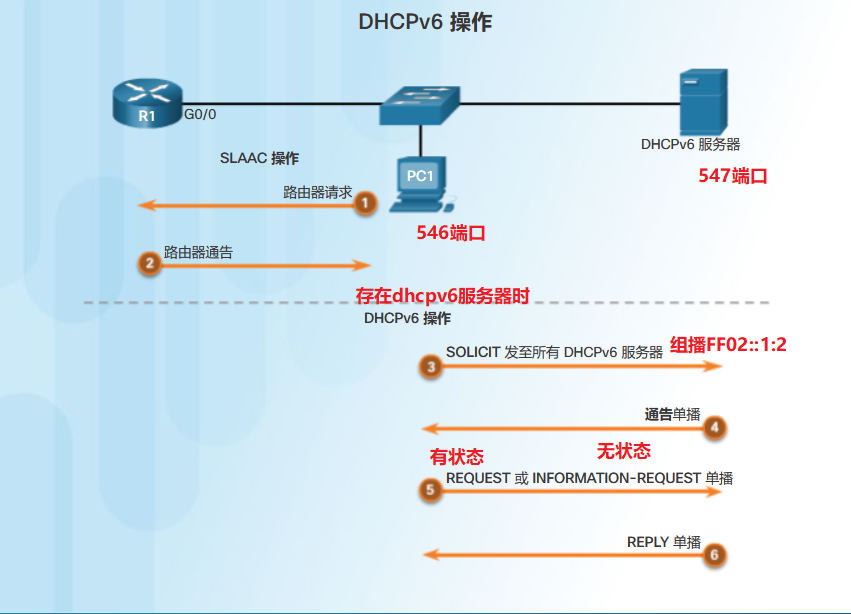 DHCPv6 操作
R1
G0/0
DHCPv6 服务器
547端口
SLAAC 操作
PC1
路由器请求
1
546端口
2
路由器通告
存在dhcpv6服务器时
DHCPv6 操作
SOLICIT 发至所有 DHCPv6 服务器
组播FF02::1:2
3
通告单播
4
有状态
无状态
REQUEST 或 INFORMATION-REQUEST 单播
5
REPLY 单播
6